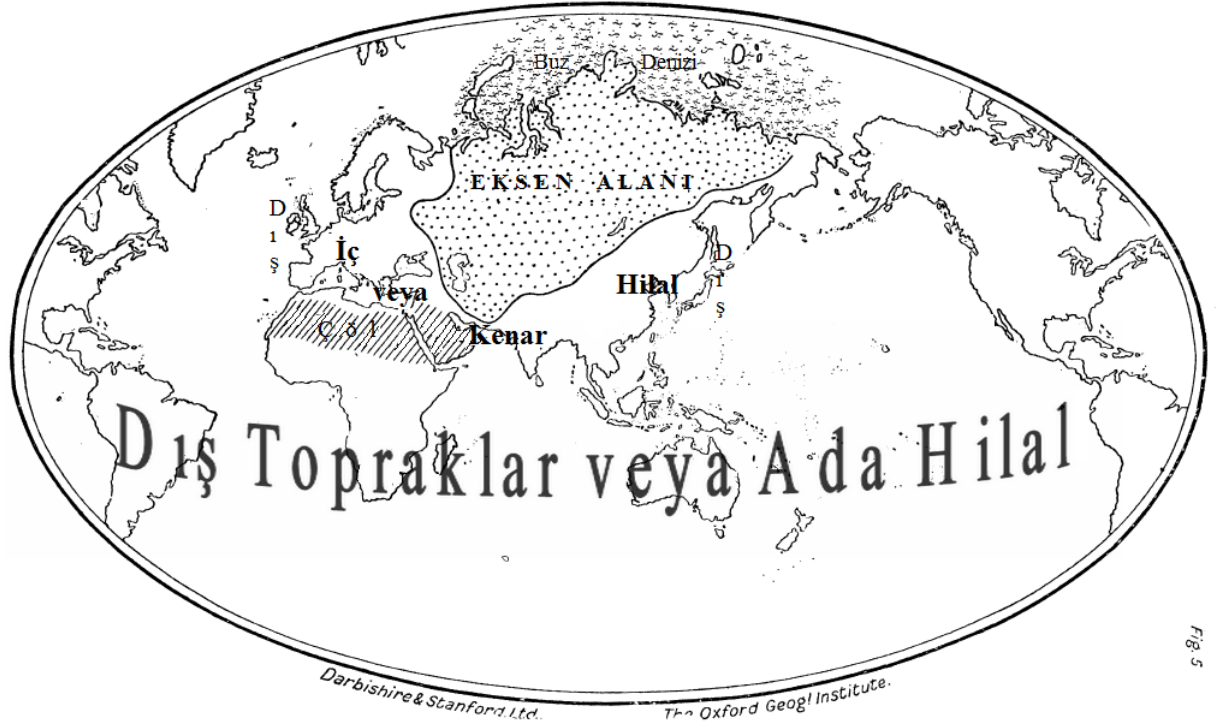 Buz Denizi
EKSEN ALANI
Dış
İç
veya
Kenar
Hilal
Dış
Çöl
Dış Topraklar veya Ada Hilal
Darbishire & Stanford, Ltd.
The Oxford Geogl Institute.
Fig. 5